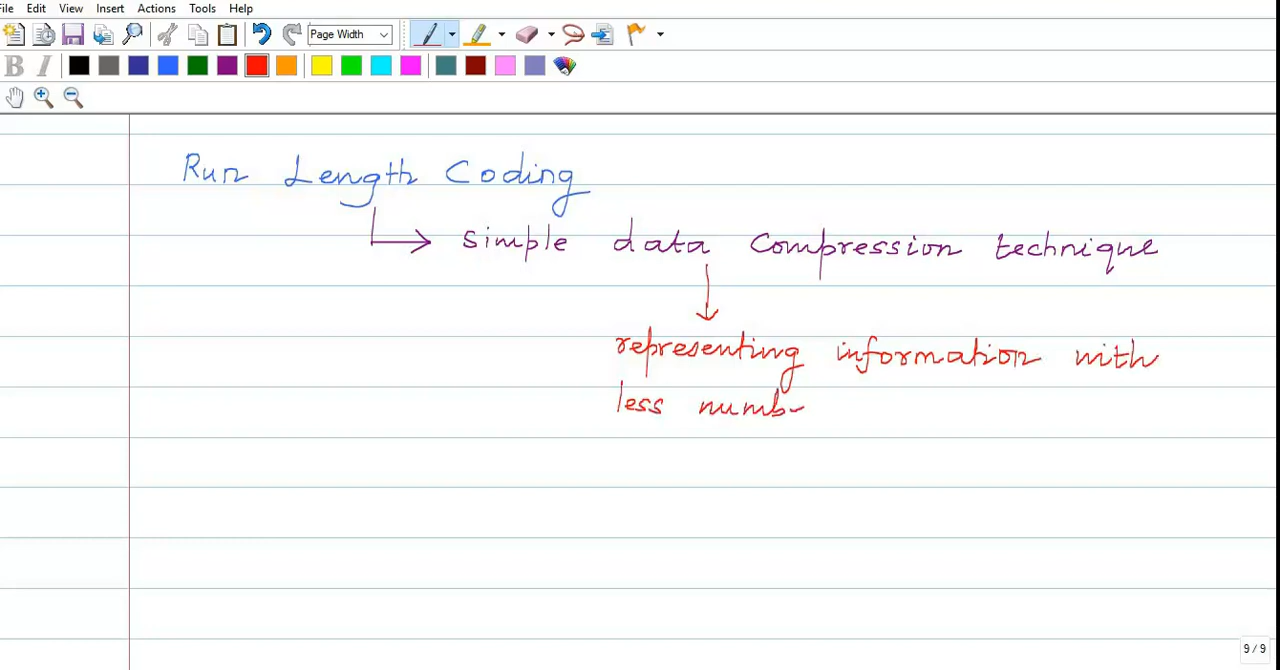 File Edit View Insert Actions Tools Help
Page Width
B I
Run Length Coding
simple data compression technique
representing information with
less numb
9 / 9